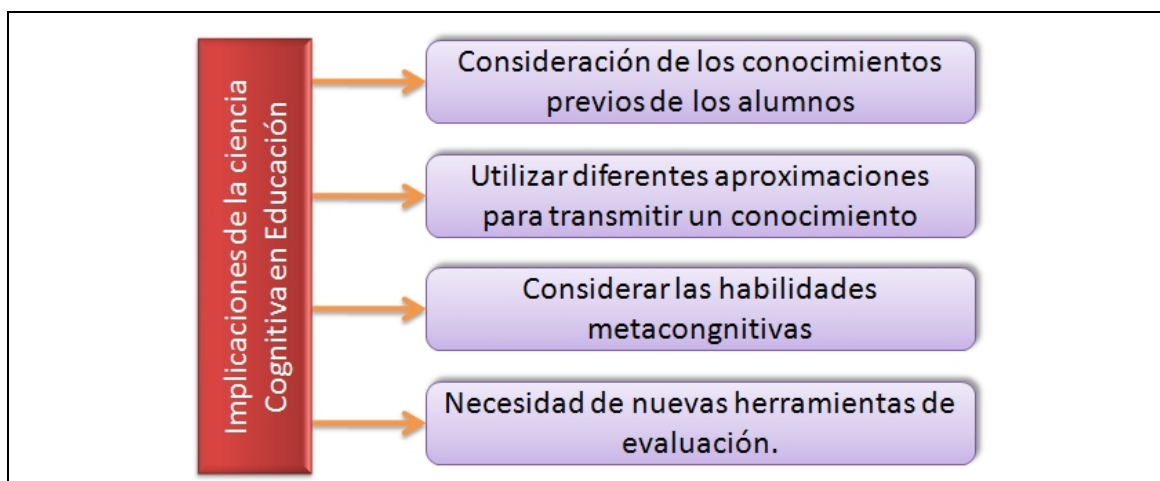 Implicaciones de la ciencia
Cognitiva en Educación
Consideración de los conocimientos
previos de los alumnos
Utilizar diferentes aproximaciones
para transmitir un conocimiento
Considerar las habilidades
metacongnitivas
Necesidad de nuevas herramientas de
evaluación.